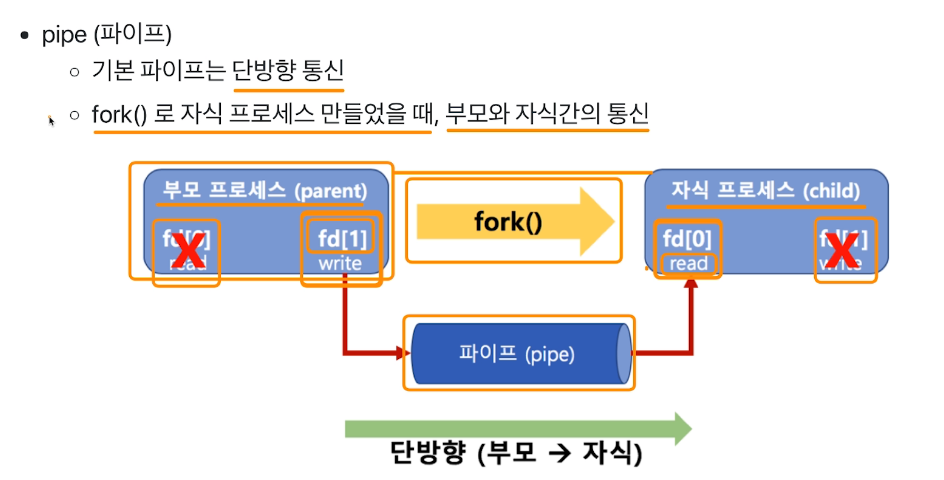 pipe (파이프)
기본 파이프는 단방향 통신
fork() 로 자식 프로세스 만들었을 때, 부모와 자식간의 통신
부모 프로세스 (parent)
fd[0]
read
fd[1]
write
fork()
자식 프로세스 (child)
fd[0]
read
fd[1]
write
파이프 (pipe)
단방향 (부모 → 자식)